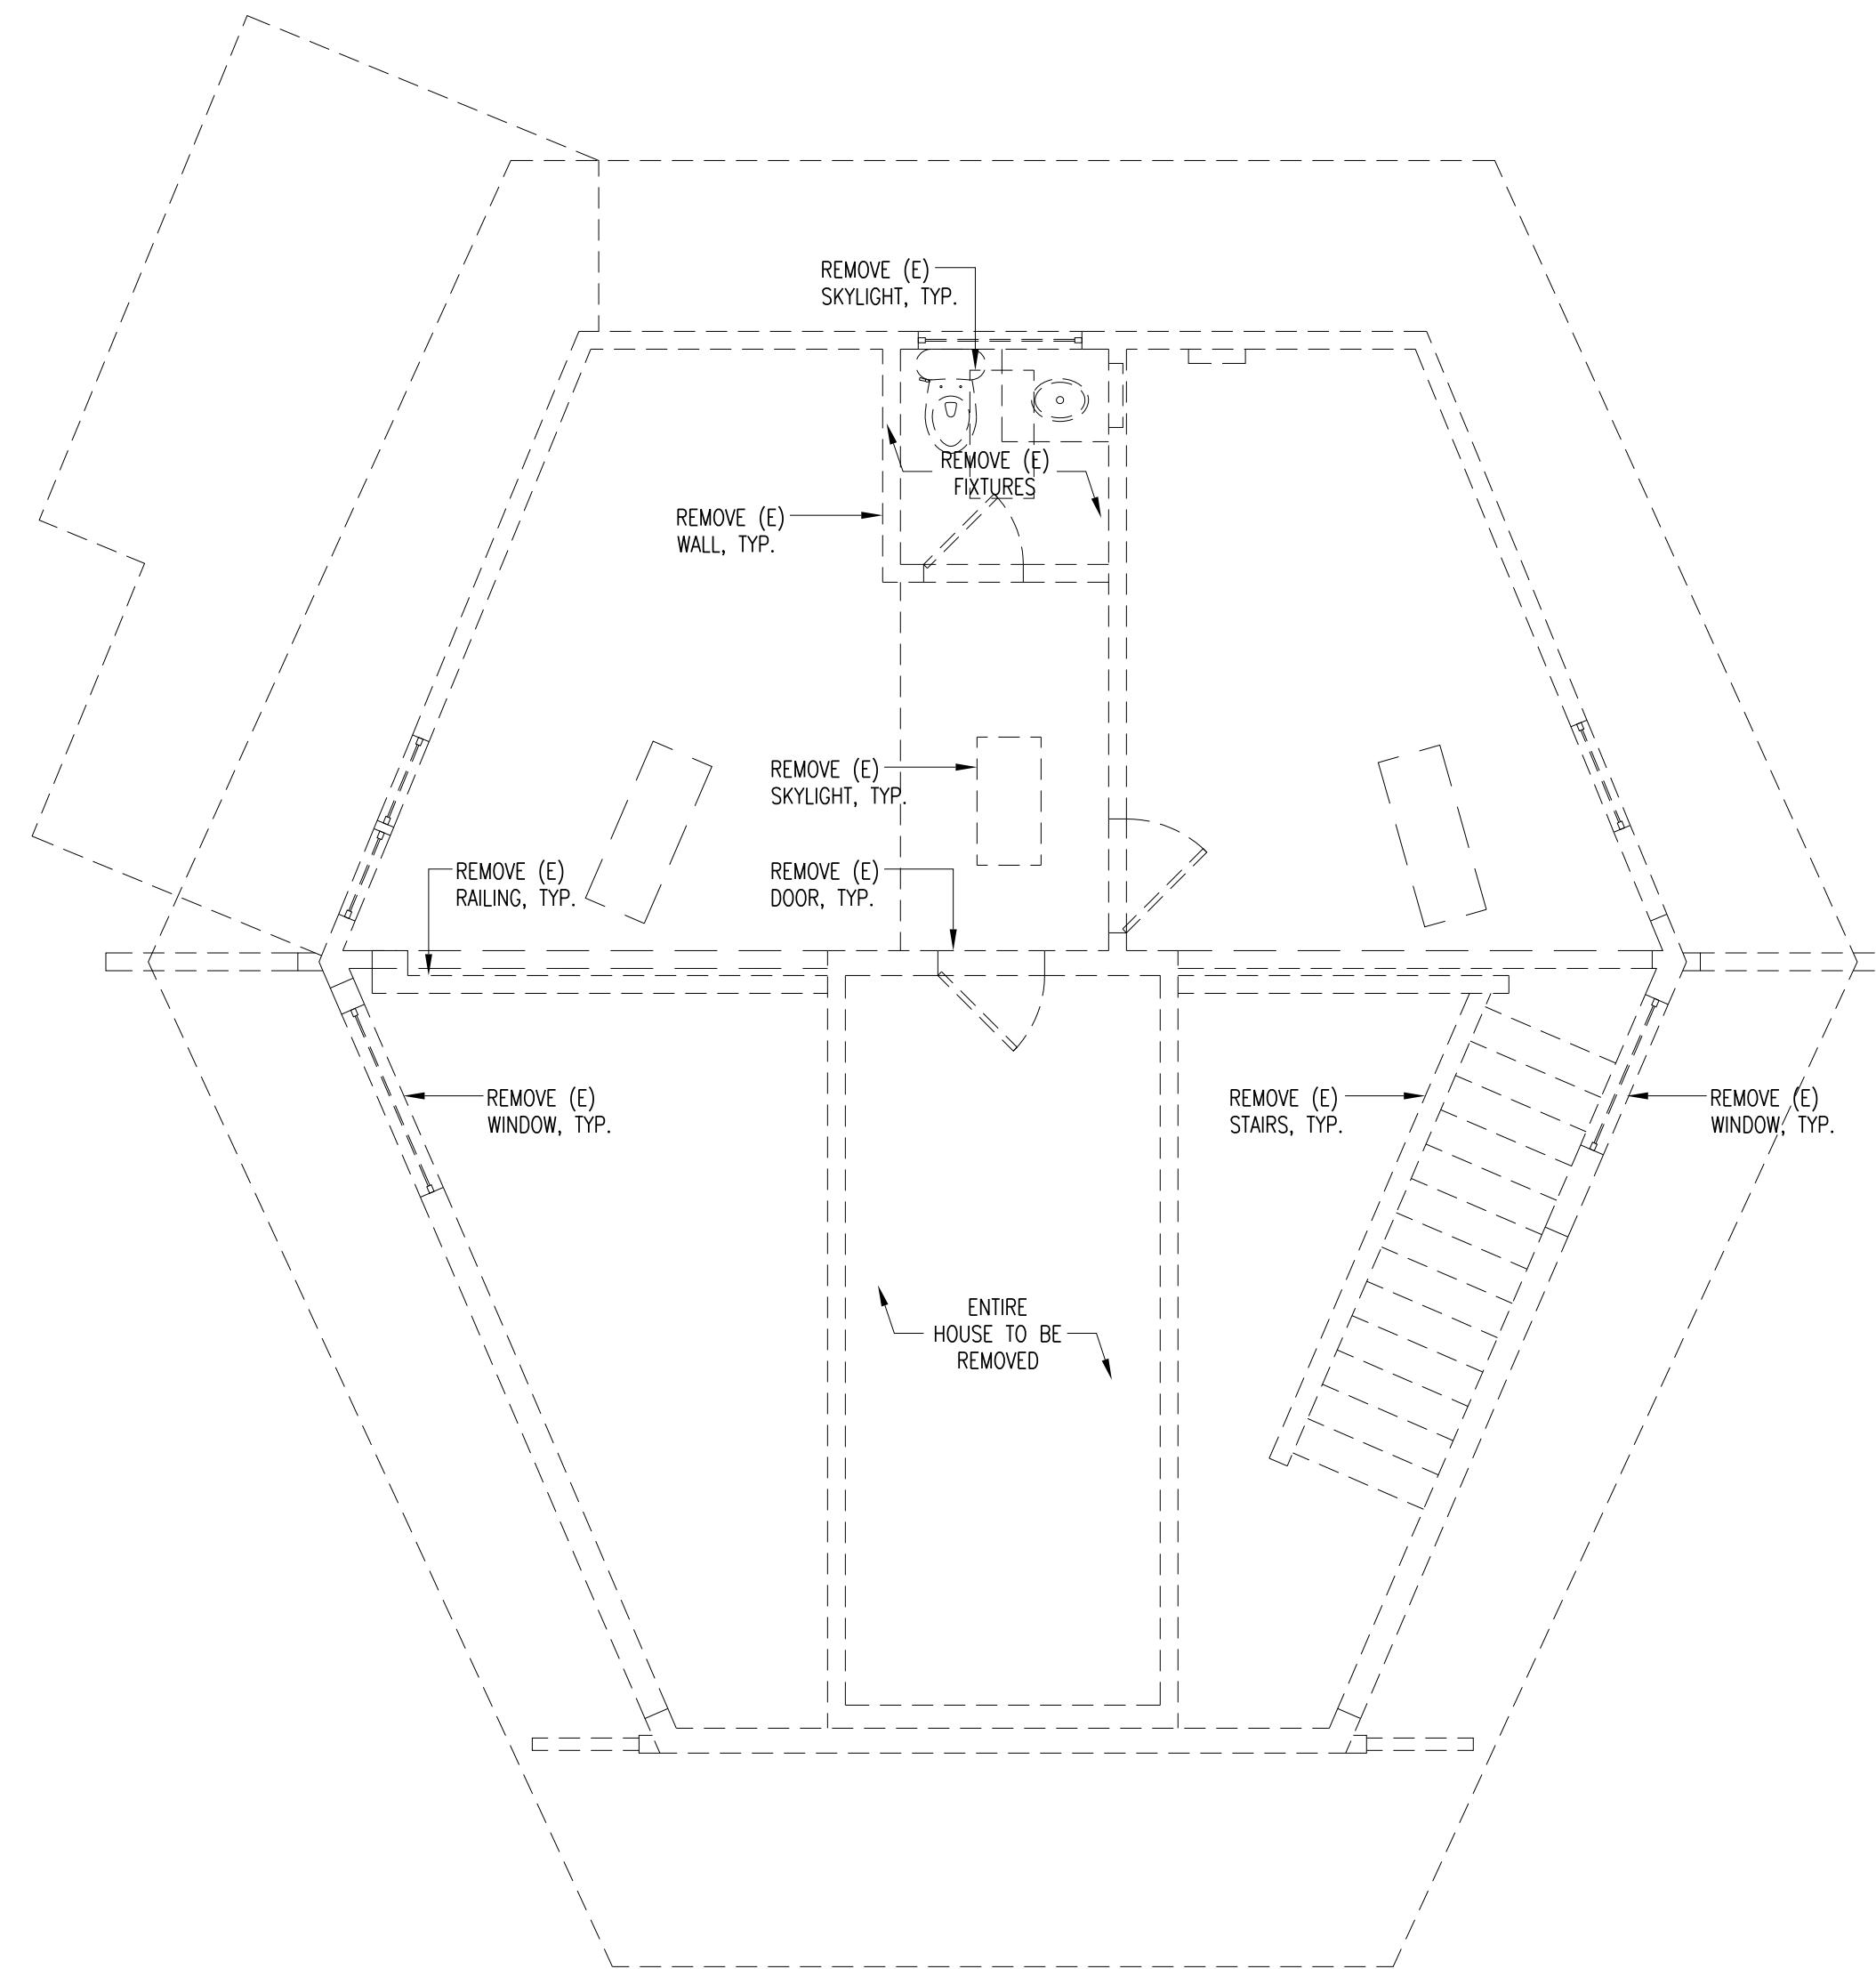 REMOVE (E)
SKYLIGHT, TYP.
REMOVE (E)
FIXTURES
REMOVE (E)
WALL, TYP.
REMOVE (E)
SKYLIGHT, TYP.
REMOVE (E)
RAILING, TYP.
REMOVE (E)
DOOR, TYP.
REMOVE (E)
WINDOW, TYP.
REMOVE (E)
STAIRS, TYP.
REMOVE (E)
WINDOW, TYP.
ENTIRE
HOUSE TO BE
REMOVED